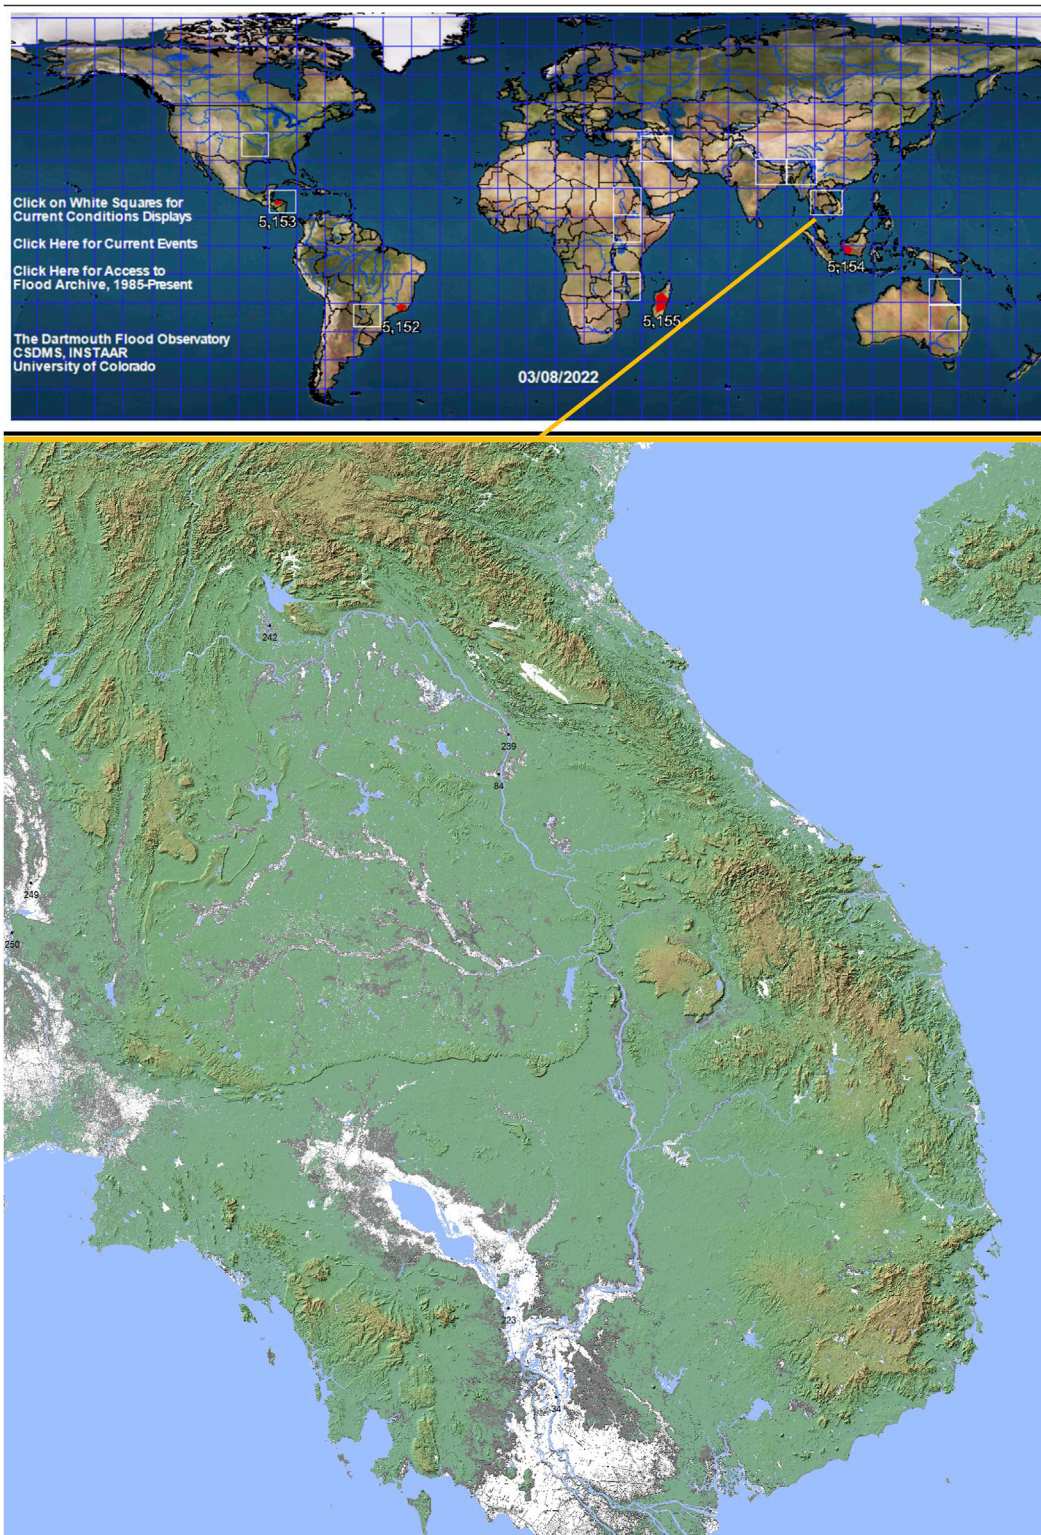 Click on White Squares for
Current Conditions Displays
5,153
Click Here for Current Events
5,154
Click Here for Access to
Flood Archive, 1985-Present
5,155
5,152
The Dartmouth Flood Observatory
CSDMS, INSTAAR
University of Colorado
03/08/2022
242
239
84
249
250
223
34